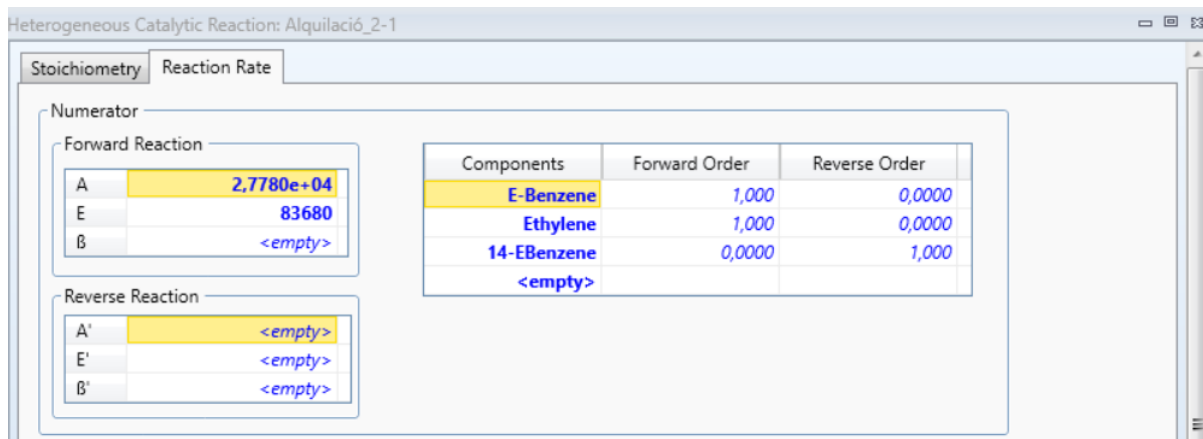 Heterogeneous Catalytic Reaction: Alquilació_2-1
Stoichiometry Reaction Rate
Numerator
Forward Reaction
A 2,7780e+04
E 83680
ß <empty>
Reverse Reaction
A' <empty>
E' <empty>
ß' <empty>
Components Forward Order Reverse Order
E-Benzene 1,000 0,0000
Ethylene 1,000 0,0000
14-EBenzene 0,0000 1,000
<empty>